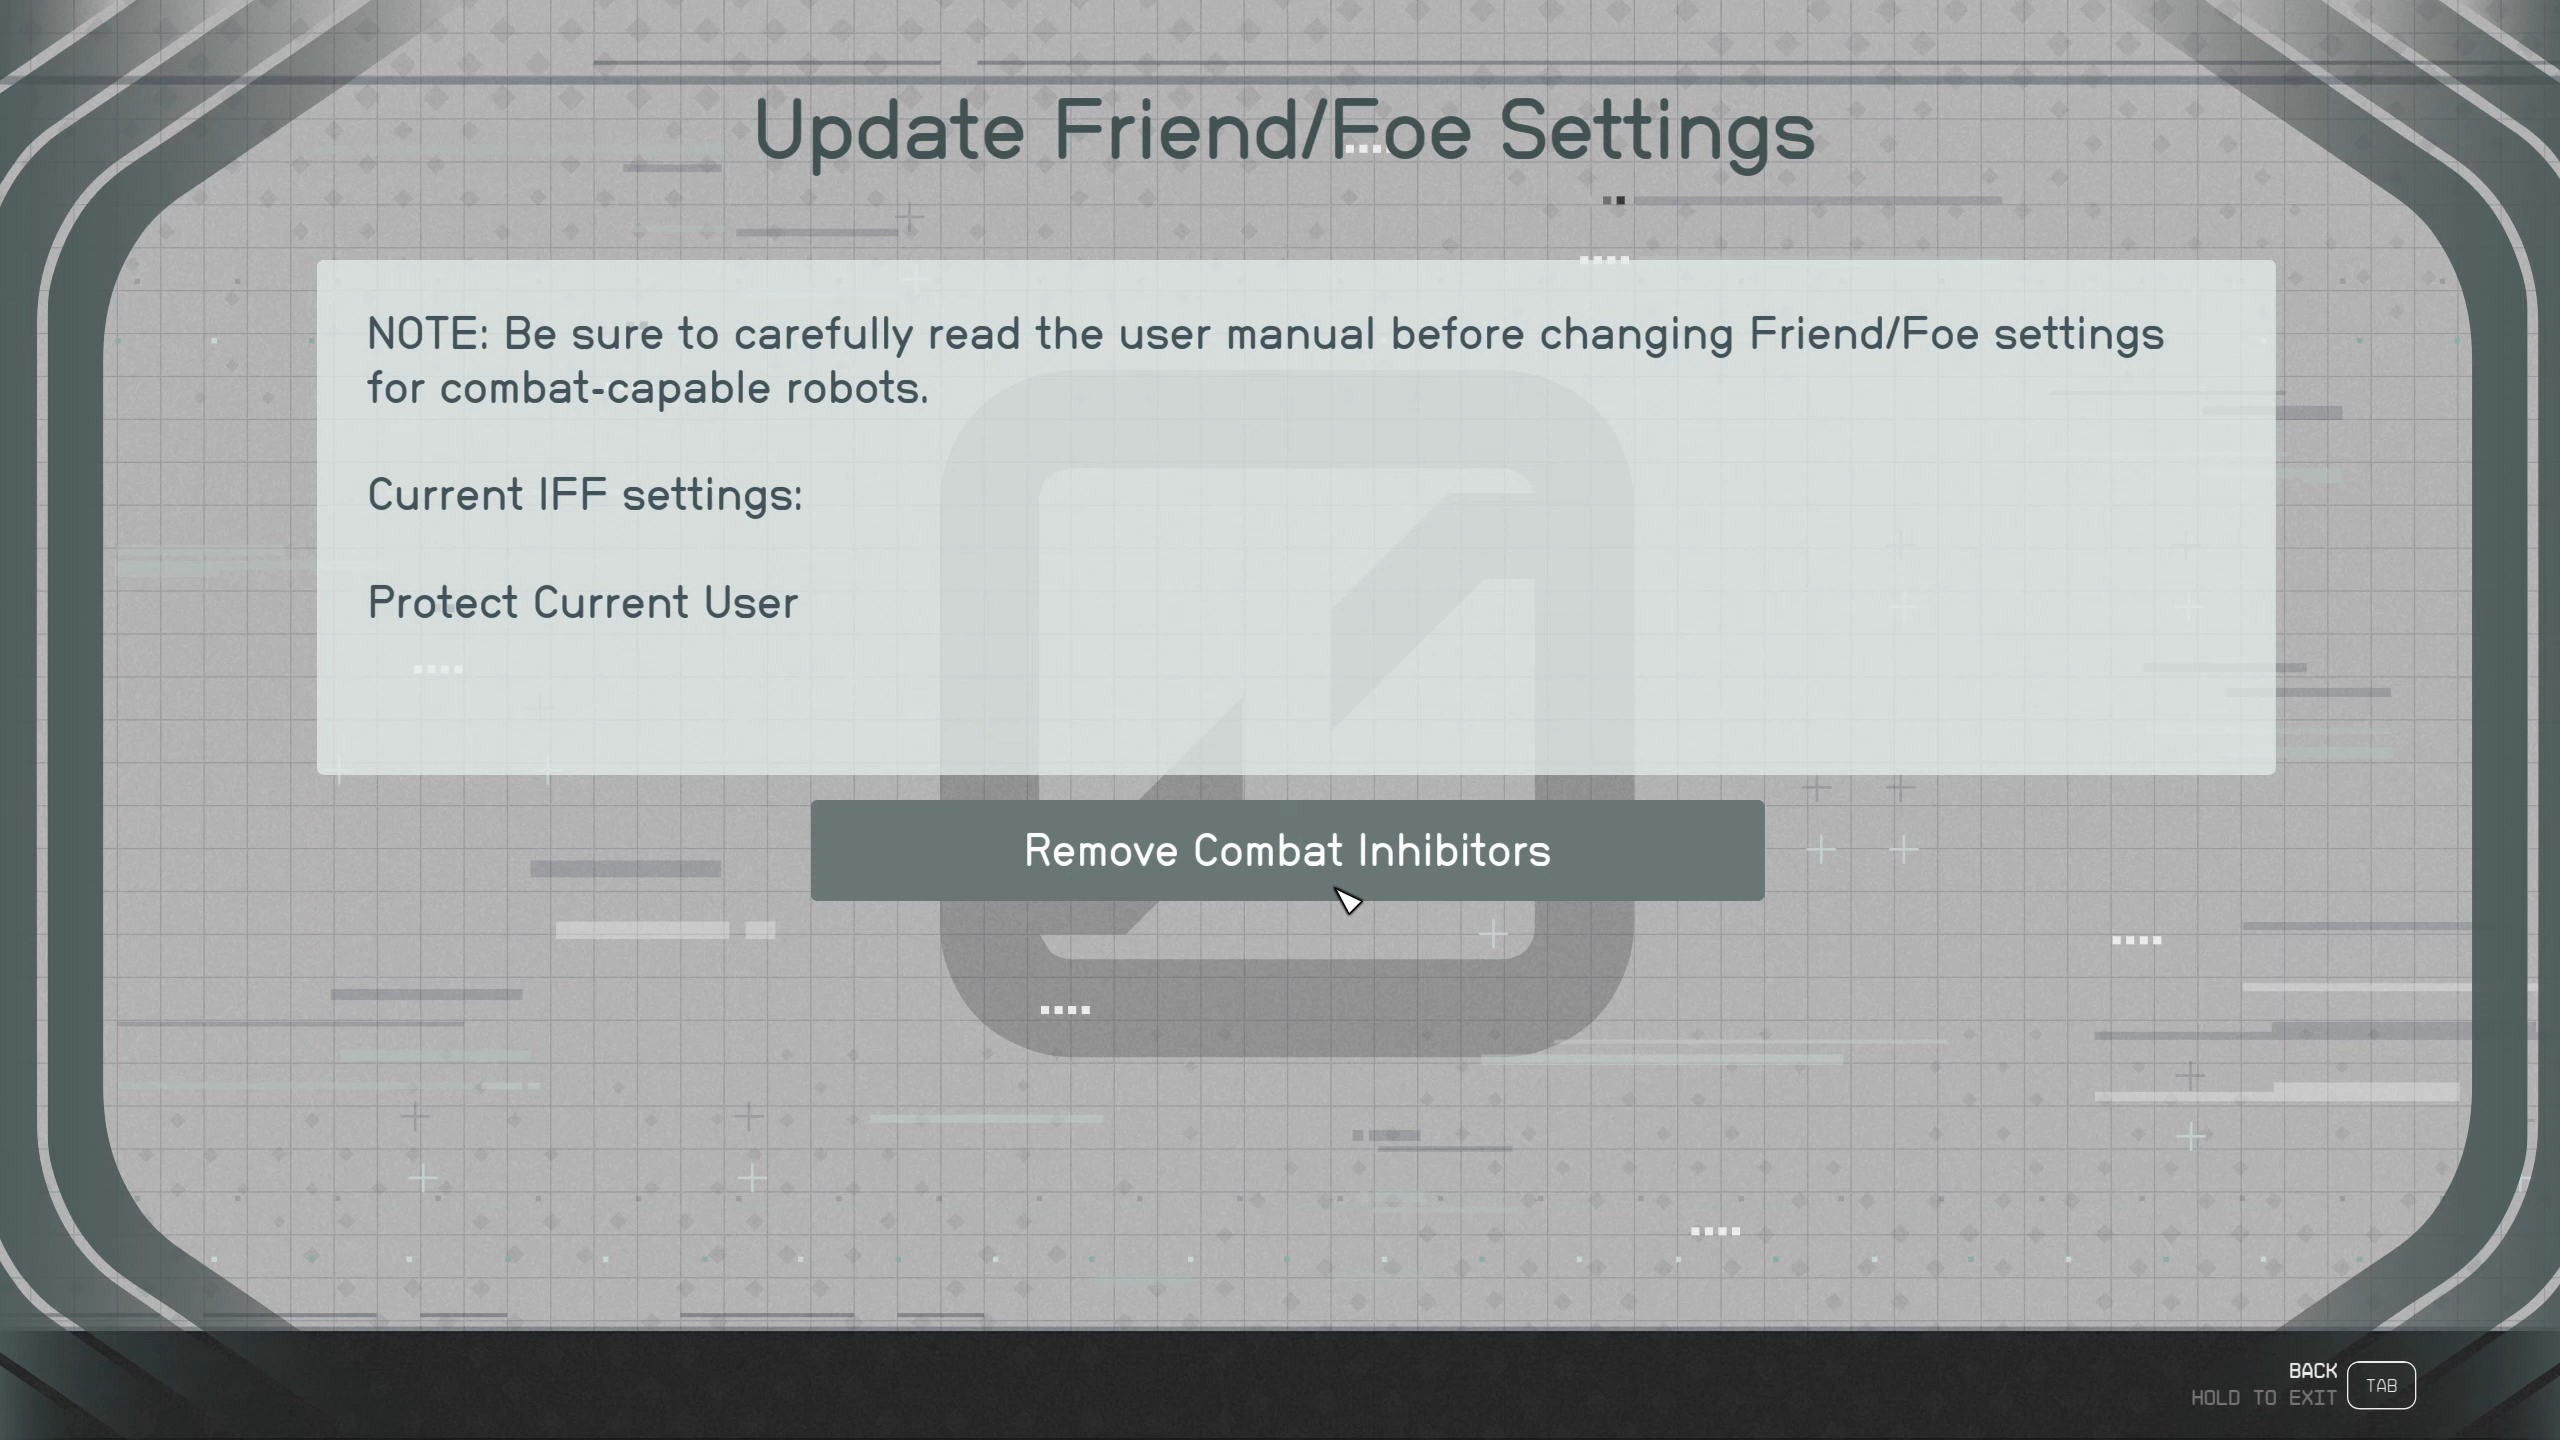 Update Friend/Foe Settings
NOTE: Be sure to carefully read the user manual before changing Friend/Foe settings
for combat-capable robots.
Current IFF settings:
Protect Current User
Remove Combat Inhibitors
BACK
HOLD TO EXIT
TAB